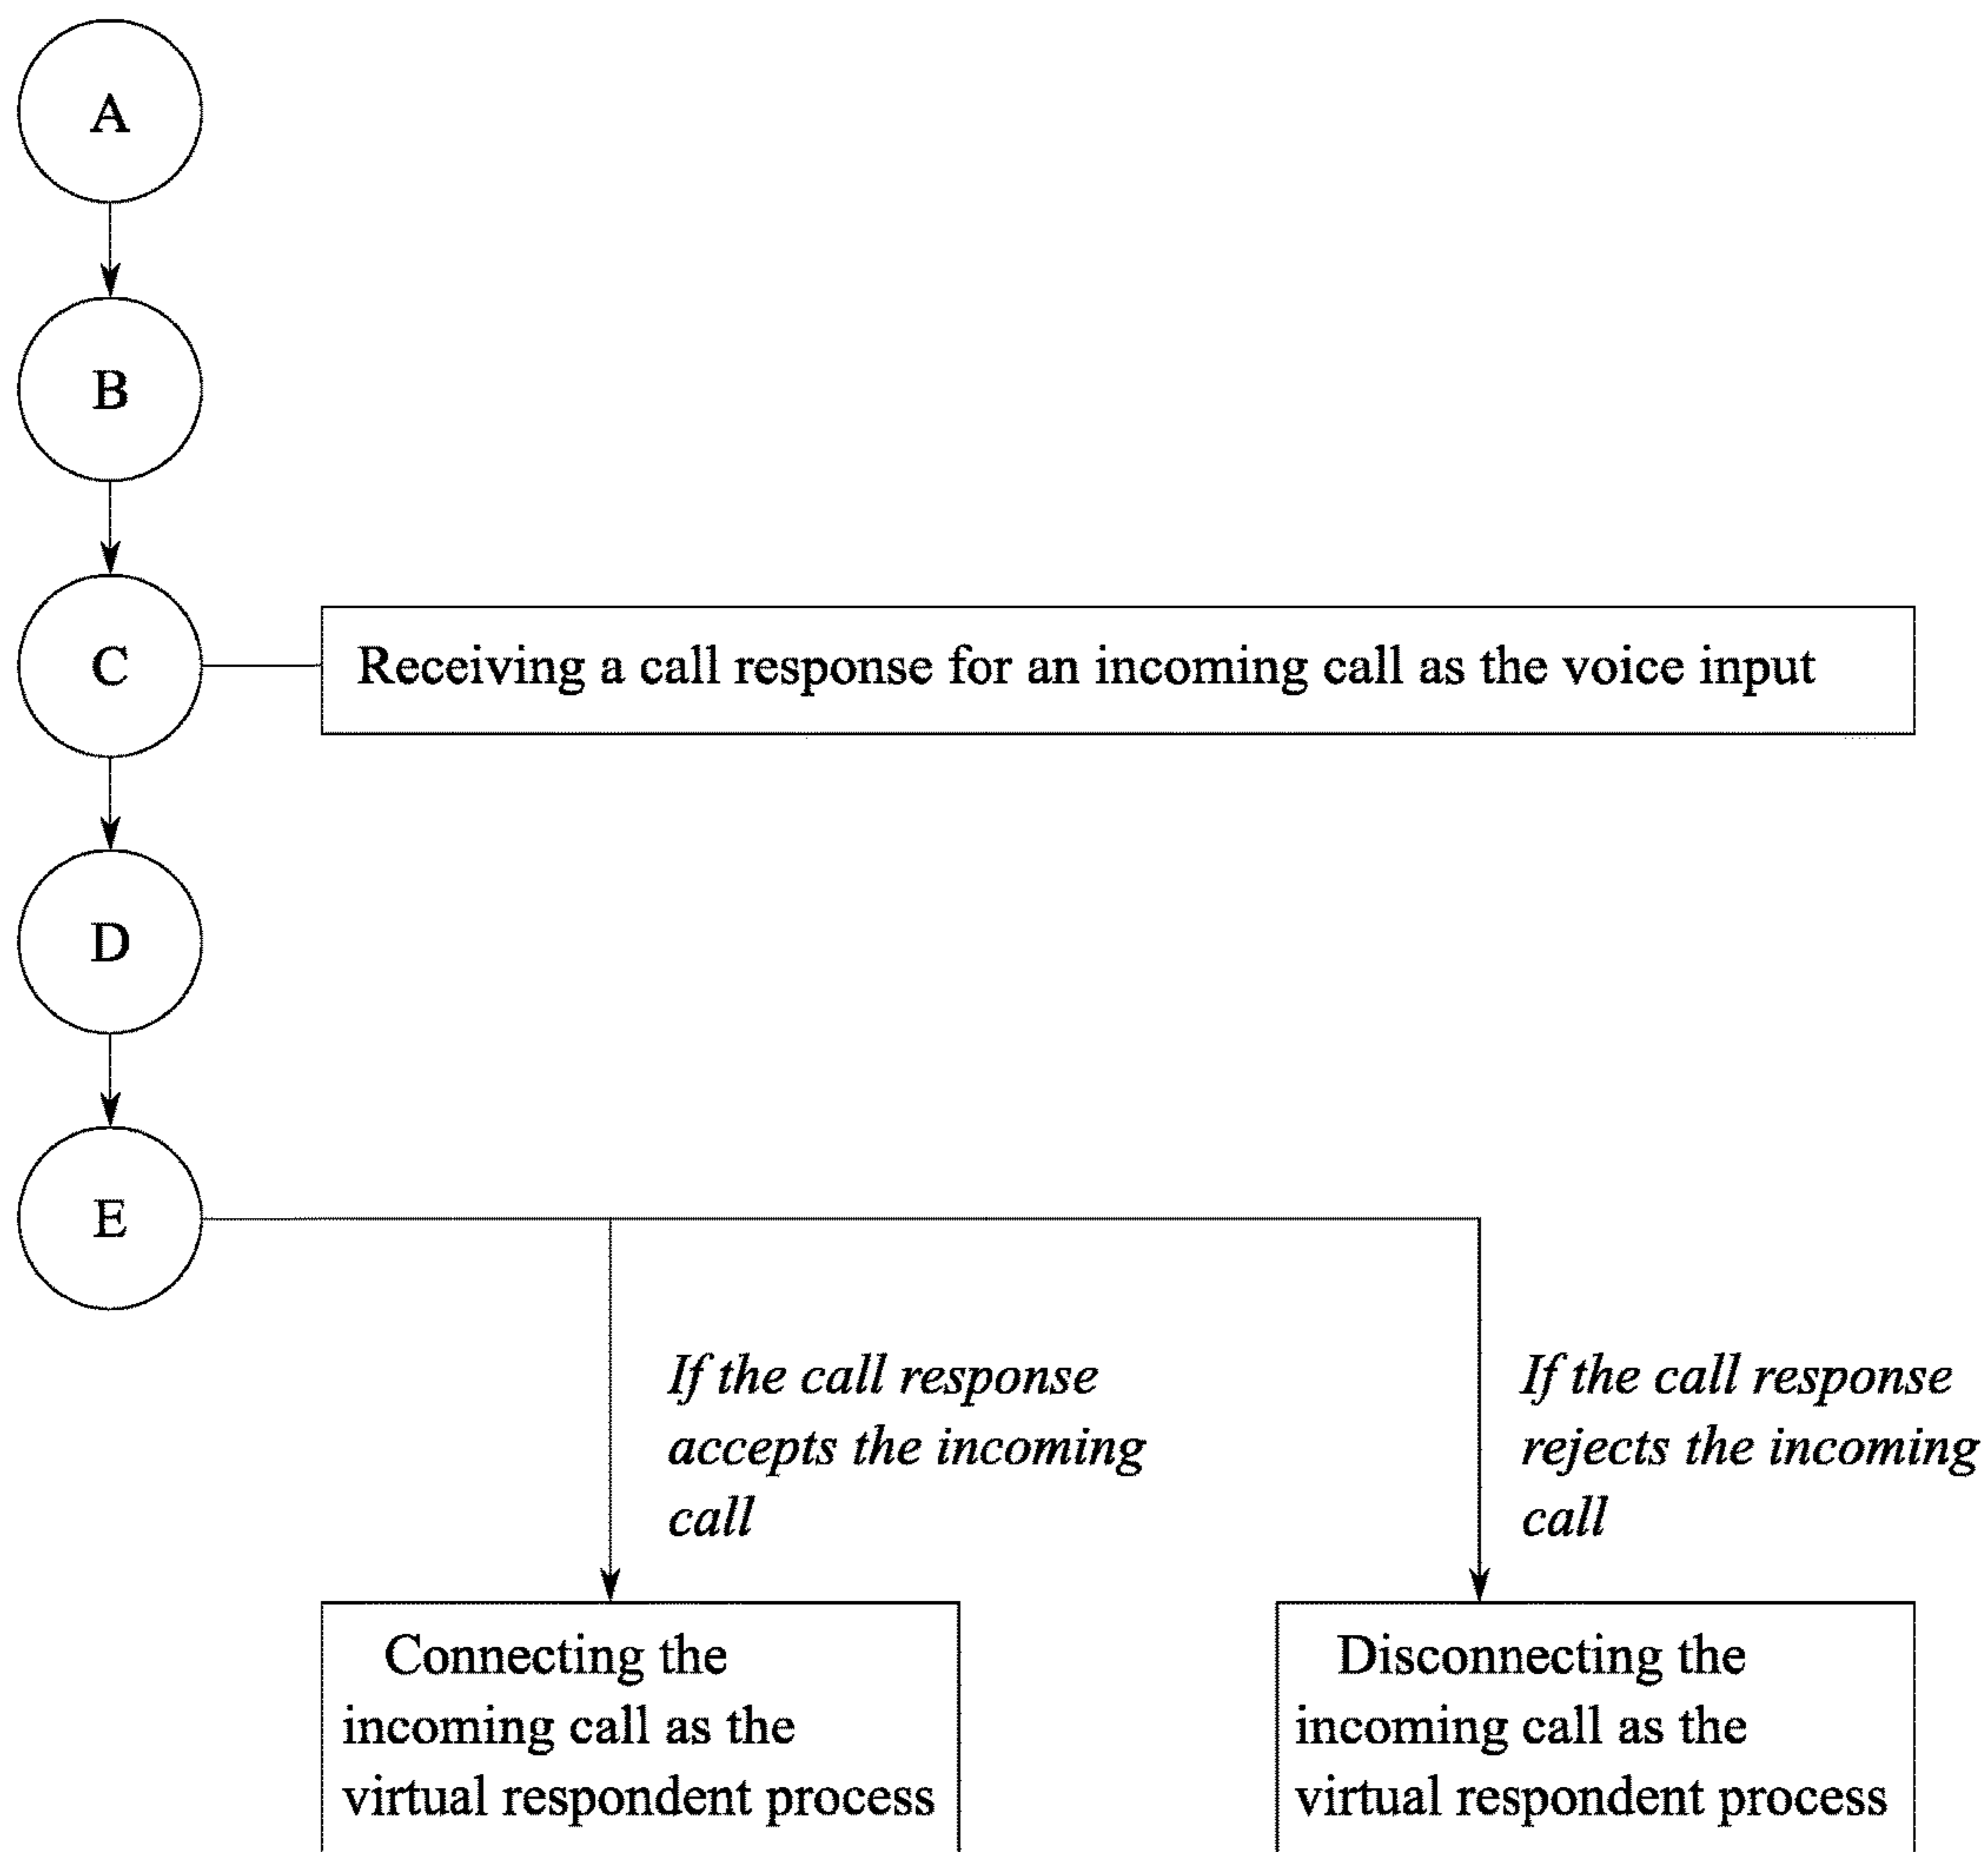 A
B
C
Receiving a call response for an incoming call as the voice input
D
E
If the call response
accepts the incoming
call
If the call response
rejects the incoming
call
Connecting the
incoming call as the
virtual respondent process
Disconnecting the
incoming call as the
virtual respondent process